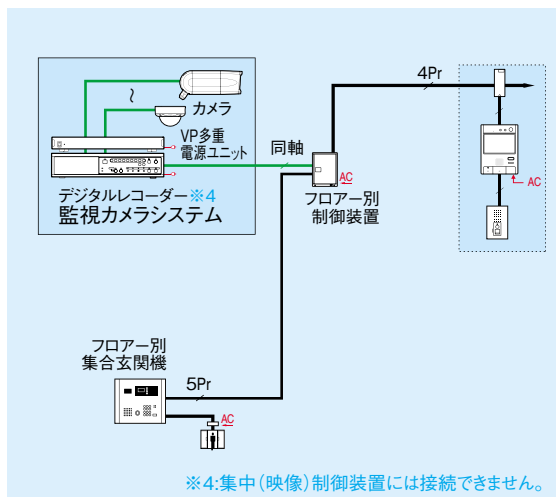 4Pr
カメラ
VP多重
電源ユニット
同軸
AC
デジタルレコーダー※4
監視カメラシステム
フロアー別
制御装置
AC
フロアー別
集合玄関機
5Pr
AC
※4:集中(映像)制御装置には接続できません。